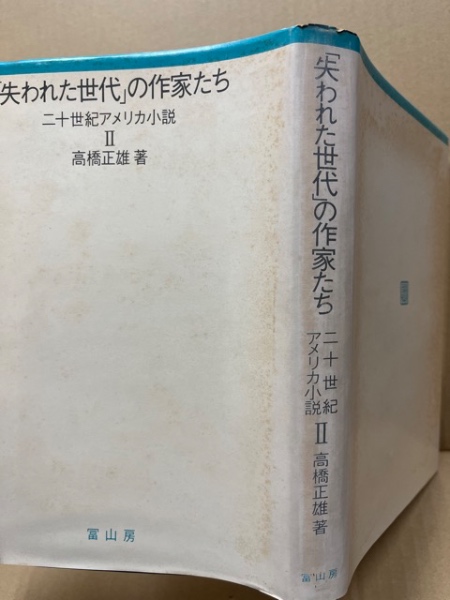 「失われた世代」の作家たち
二十世紀アメリカ小説
II
高橋正雄 著
冨山房
「失われた世代」の作家たち
二十世紀
アメリカ小説
II
高橋正雄 著
冨山房